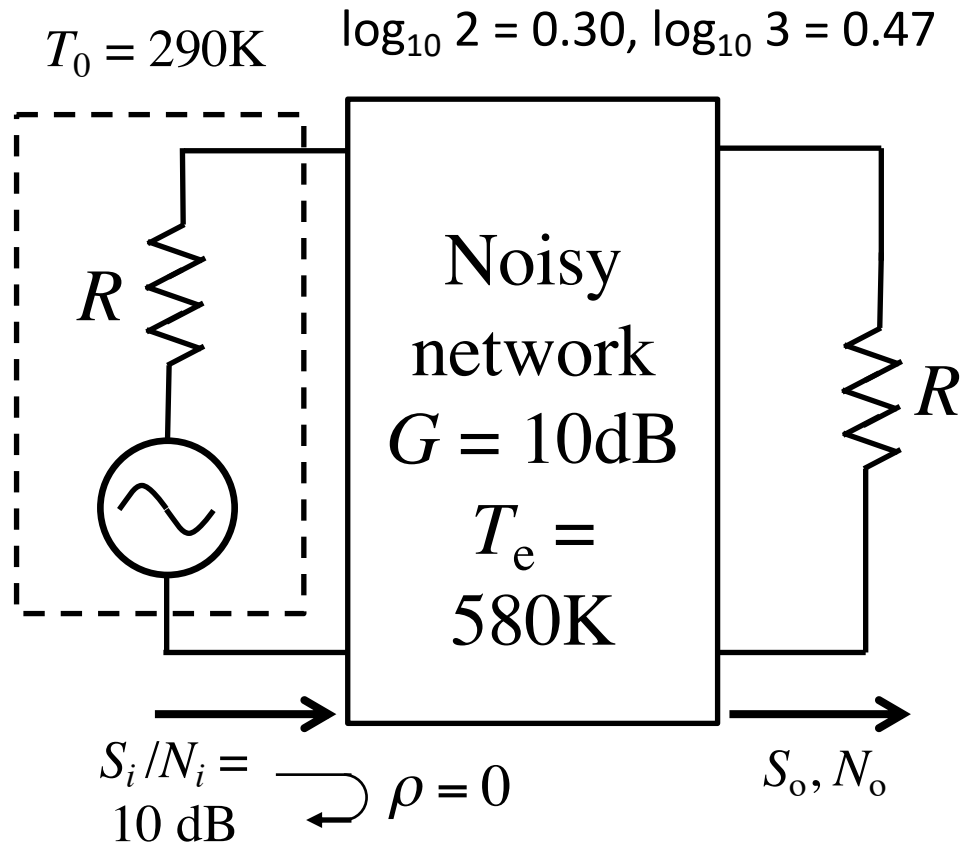 log₁₀ 2 = 0.30, log₁₀ 3 = 0.47
T₀ = 290K
R
Noisy
network
G = 10dB
Tₑ =
580K
R
Sᵢ /Nᵢ =
10 dB
ρ = 0
Sₒ, Nₒ